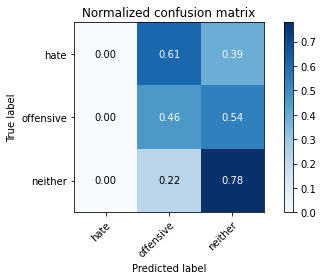 Normalized confusion matrix
True label
hate
0.00
0.61
0.39
offensive
0.00
0.46
0.54
neither
0.00
0.22
0.78
hate
offensive
neither
Predicted label
0.7
0.6
0.5
0.4
0.3
0.2
0.1
0.0